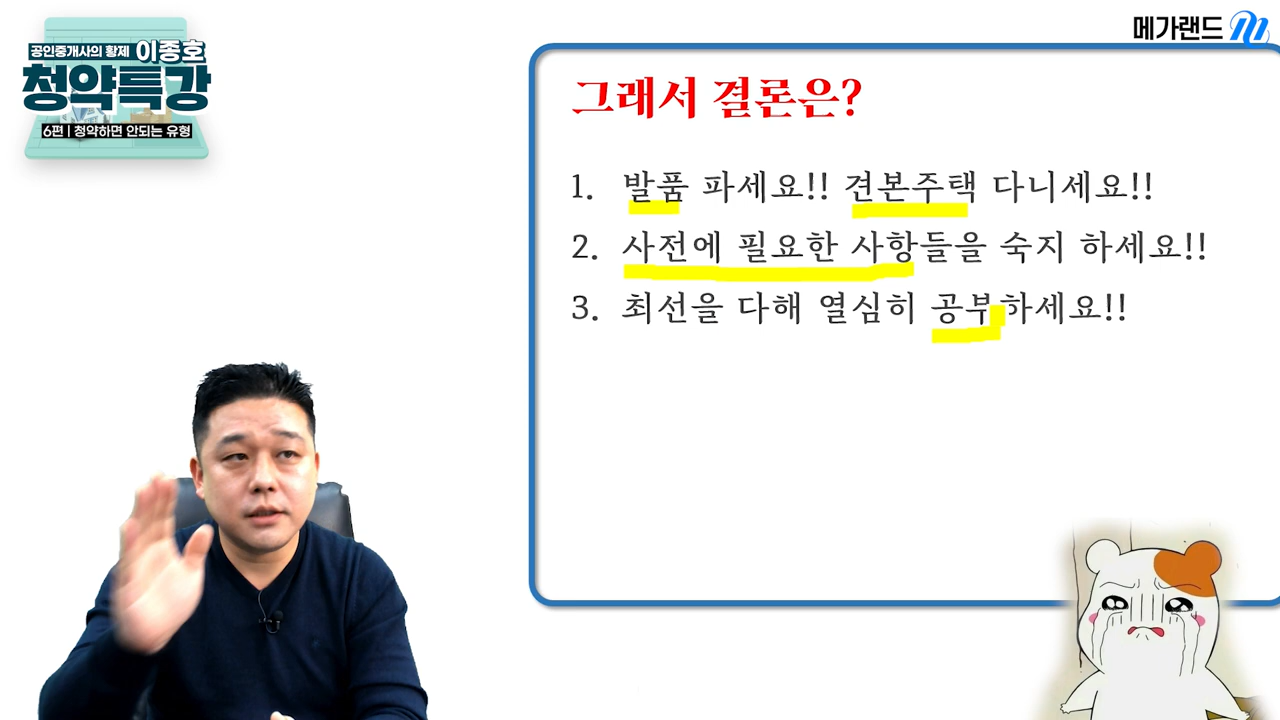 공인중개사의 황제 이종호
청약특강
6편 | 청약하면 안되는 유형
메가랜드
그래서 결론은?
1. 발품 파세요!! 견본주택 다니세요!!
2. 사전에 필요한 사항들을 숙지 하세요!!
3. 최선을 다해 열심히 공부하세요!!